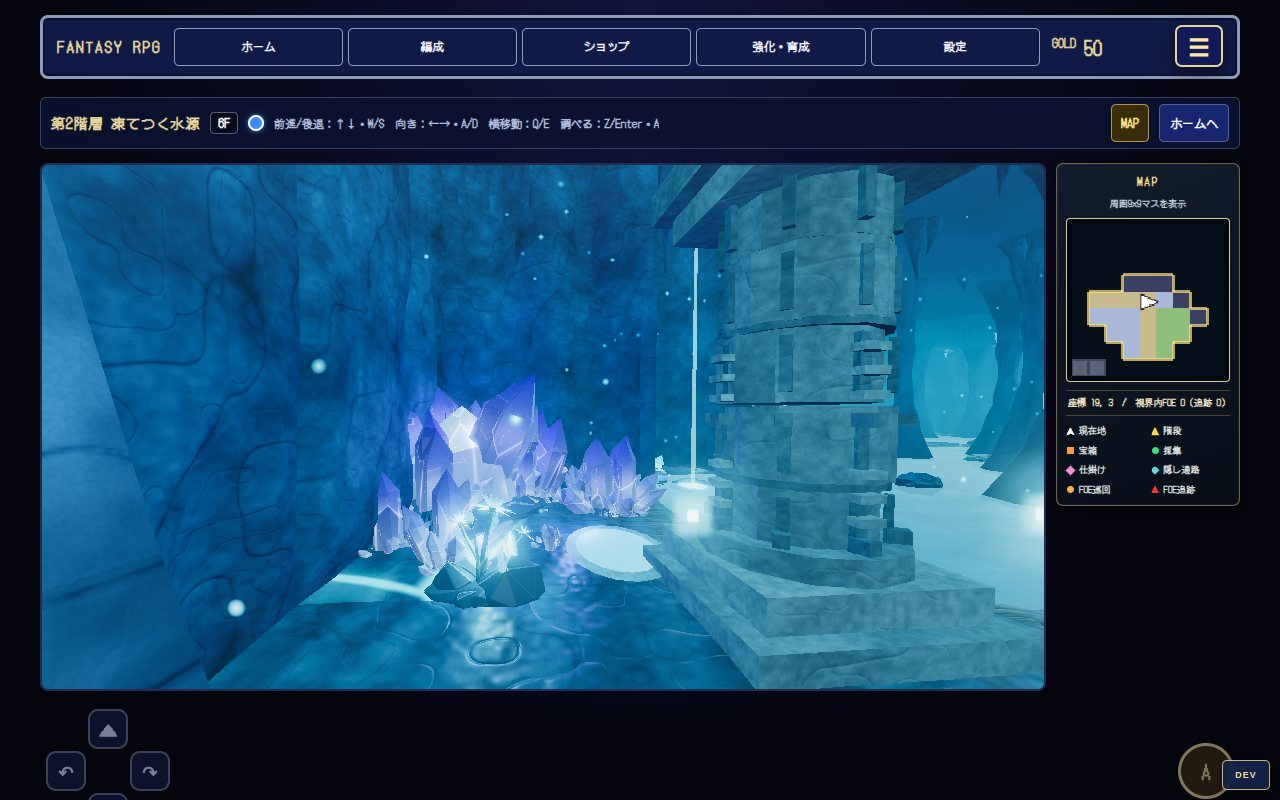 FANTASY RPG
ホーム
編成
ショップ
強化・育成
設定
GOLD 50
第2階層 凍てつく水源
6F
前進/後退：↑↓・W/S 向き：←→・A/D 横移動：Q/E 調べる：Z/Enter・A
MAP
ホームへ
MAP
周囲9x9マスを表示
座標 19, 3 / 視界内FOE 0 (追跡 0)
現在地
階段
宝箱
採集
仕掛け
隠し通路
FOE巡回
FOE追跡
A
DEV